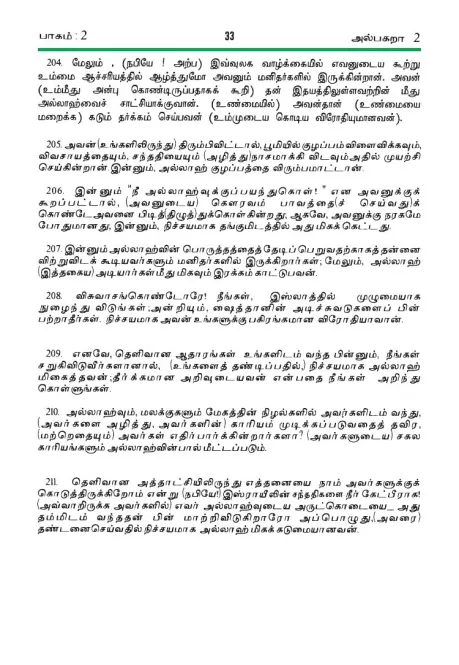 பாகம் : 2 33 அல்பகறா 2
204. மேலும் , (நபியே ! அற்ப) இவ்வுலக வாழ்க்கையில் எவனுடைய கூற்று
உம்மை ஆச்சரியத்தில் ஆழ்த்துமோ அவனும் மனிதர்களில் இருக்கின்றான். அவன்
(உம்மீது அன்பு கொண்டிருப்பதாகக் கூறி) தன் இதயத்திலுள்ளவற்றின் மீது
அல்லாஹ்வைச் சாட்சியாக்குவான். (உண்மையில்) அவன்தான் (உண்மையை
மறைக்க) கடும் தர்க்கம் செய்பவன் (உம்முடைய கொடிய விரோதியுமானவன்).
205. அவன் (உங்களிலிருந்து) திரும்பிவிட்டால், பூமியில் குழப்பம் விளைவிக்கவும்,
விவசாயத்தையும், சந்ததியையும் (அழித்து)நாசமாக்கி விடவும்அதில் முயற்சி
செய்கின்றான். இன்னும், அல்லாஹ் குழப்பத்தை விரும்பமாட்டான்.
206. இன்னும் "நீ அல்லாஹ்வுக்குப்பயந்துகொள்! " என அவனுக்குக்
கூறப்பட்டால், (அவனுடைய) கௌரவம் பாவத்தை(ச் செய்வது)க்
கொண்டேஅவனை பிடித்(திழுத்)துக்கொள்கின்றது; ஆகவே, அவனுக்கு நரகமே
போதுமானது; இன்னும், நிச்சயமாக தங்குமிடத்தில் அது மிகக் கெட்டது.
207. இன்னும்அல்லாஹ்வின் பொருத்தத்தைத்தேடிப்பெறுவதற்காகத்தன்னை
விற்றுவிடக் கூடியவர்களும் மனிதர்களில் இருக்கிறார்கள்; மேலும், அல்லாஹ்
(இத்தகைய) அடியார்கள் மீது மிகவும் இரக்கம் காட்டுபவன்.
208. விசுவாசங்கொண்டோரே! நீங்கள், இஸ்லாத்தில் முழுமையாக
நுழைந்து விடுங்கள்;அன்றியும், ஷைத்தானின் அடிச்சுவடுகளைப் பின்
பற்றாதீர்கள். நிச்சயமாக அவன் உங்களுக்கு பகிரங்கமான விரோதியாவான்.
209. எனவே, தெளிவான ஆதாரங்கள் உங்களிடம் வந்த பின்னும், நீங்கள்
சறுகிவிடுவீர்களானால், (உங்களைத் தண்டிப்பதில்,) நிச்சயமாக அல்லாஹ்
மிகைத்தவன்;தீர்க்கமான அறிவுடையவன் என்பதை நீங்கள் அறிந்து
கொள்ளுங்கள்.
210. அல்லாஹ்வும், மலக்குகளும் மேகத்தின் நிழல்களில் அவர்களிடம் வந்து,
(அவர்களை அழித்து, அவர்களின்) காரியம் முடிக்கப்படுவதைத் தவிர,
(மற்றெதையும்) அவர்கள் எதிர்பார்க்கின்றார்களா? (அவர்களுடைய) சகல
காரியங்களும் அல்லாஹ்வின்பால் மீட்டப்படும்.
211. தெளிவான அத்தாட்சியிலிருந்து எத்தனையை நாம் அவர்களுக்குக்
கொடுத்திருக்கிறோம் என்று (நபியே!) இஸ்ராயீலின் சந்ததிகளை நீர் கேட்பீராக!
(அவ்வாறிருக்க அவர்களில்) எவர் அல்லாஹ்வுடைய அருட்கொடையை_ அது
தம்மிடம் வந்ததன் பின் மாற்றிவிடுகிறாரோ அப்பொழுது,(அவரை)
தண்டனைசெய்வதில் நிச்சயமாக அல்லாஹ் மிகக் கடுமையானவன்.